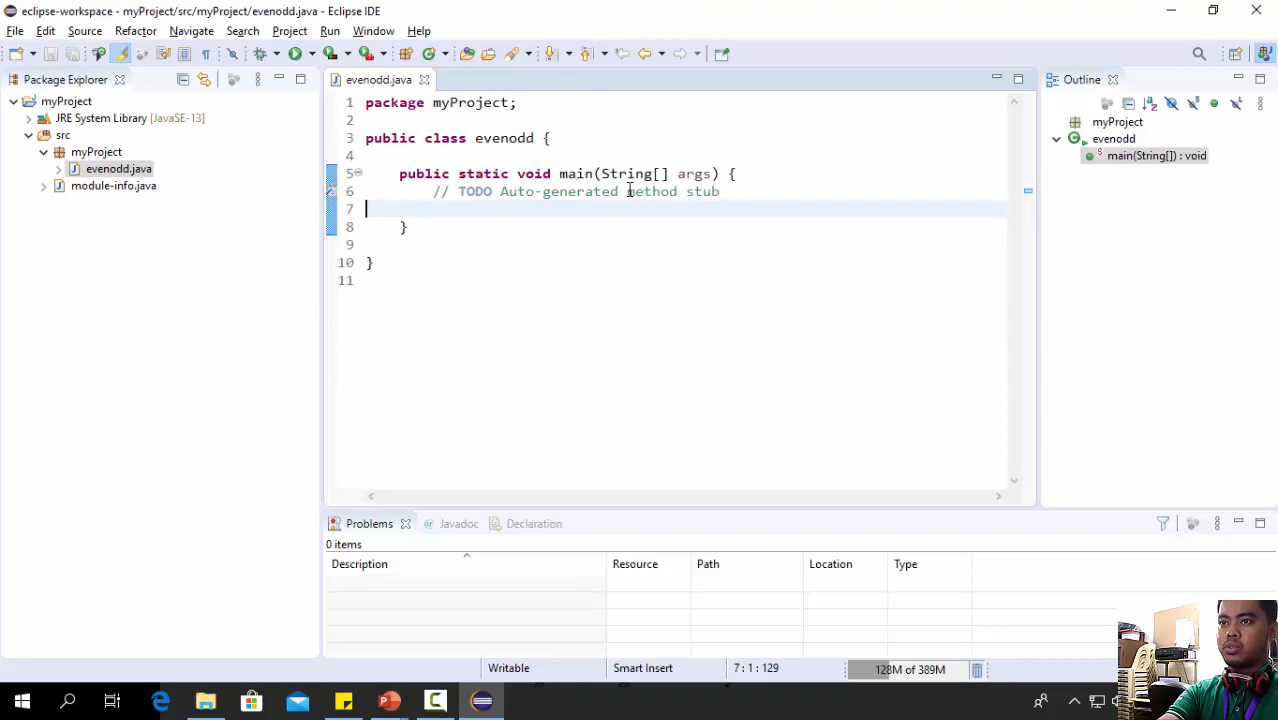 eclipse-workspace - myProject/src/myProject/evenodd.java - Eclipse IDE
File Edit Source Refactor Navigate Search Project Run Window Help
Package Explorer
evenodd.java
Outline
myProject
JRE System Library [JavaSE-13]
src
myProject
evenodd.java
module-info.java
1 package myProject;
2
3 public class evenodd {
4
5 public static void main(String[] args) {
6 // TODO Auto-generated method stub
7
8 }
9
10 }
11
myProject
evenodd
main(String[]) : void
Problems Javadoc Declaration
0 items
Description Resource Path Location Type
Writable Smart Insert 7 : 1 : 129 128M of 389M